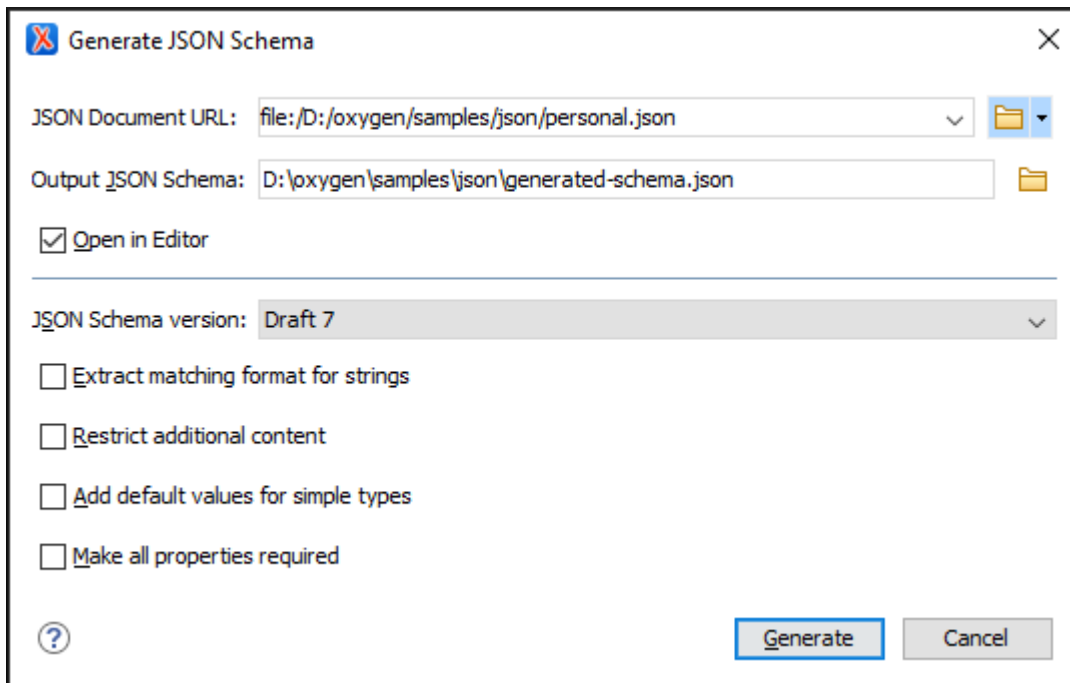 Generate JSON Schema
JSON Document URL: file:/D:/oxygen/samples/json/personal.json
Output JSON Schema: D:\oxygen\samples\json\generated-schema.json
Open in Editor
JSON Schema version: Draft 7
Extract matching format for strings
Restrict additional content
Add default values for simple types
Make all properties required
? Generate Cancel